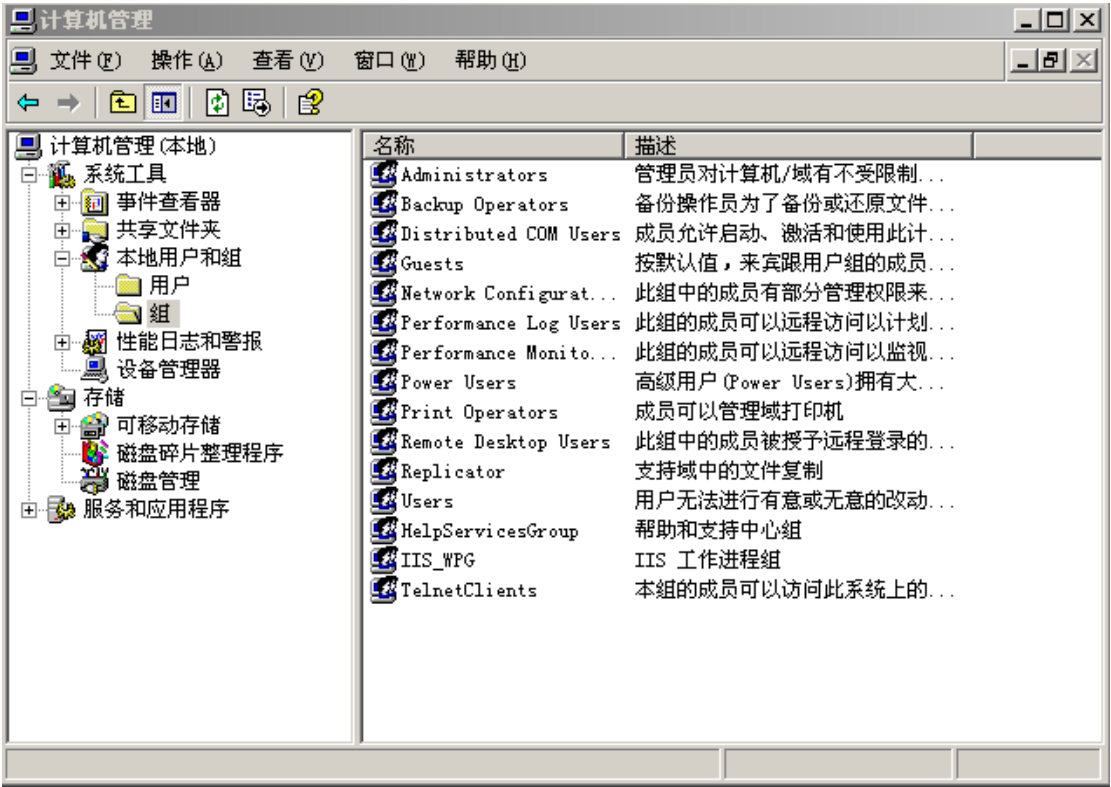 计算机管理
文件(F) 操作(A) 查看(V) 窗口(W) 帮助(H)
计算机管理(本地)
系统工具
事件查看器
共享文件夹
本地用户和组
用户
组
性能日志和警报
设备管理器
存储
可移动存储
磁盘碎片整理程序
磁盘管理
服务和应用程序
名称 描述
Administrators 管理员对计算机/域有不受限制...
Backup Operators 备份操作员为了备份或还原文件...
Distributed COM Users 成员允许启动、激活和使用此计...
Guests 按默认值，来宾跟用户组的成员...
Network Configurat... 此组中的成员有部分管理权限来...
Performance Log Users 此组的成员可以远程访问以计划...
Performance Monito... 此组的成员可以远程访问以监视...
Power Users 高级用户(Power Users)拥有大...
Print Operators 成员可以管理域打印机
Remote Desktop Users 此组中的成员被授予远程登录的...
Replicator 支持域中的文件复制
Users 用户无法进行有意或无意的改动...
HelpServicesGroup 帮助和支持中心组
IIS_WPG IIS 工作进程组
TelnetClients 本组的成员可以访问此系统上的...